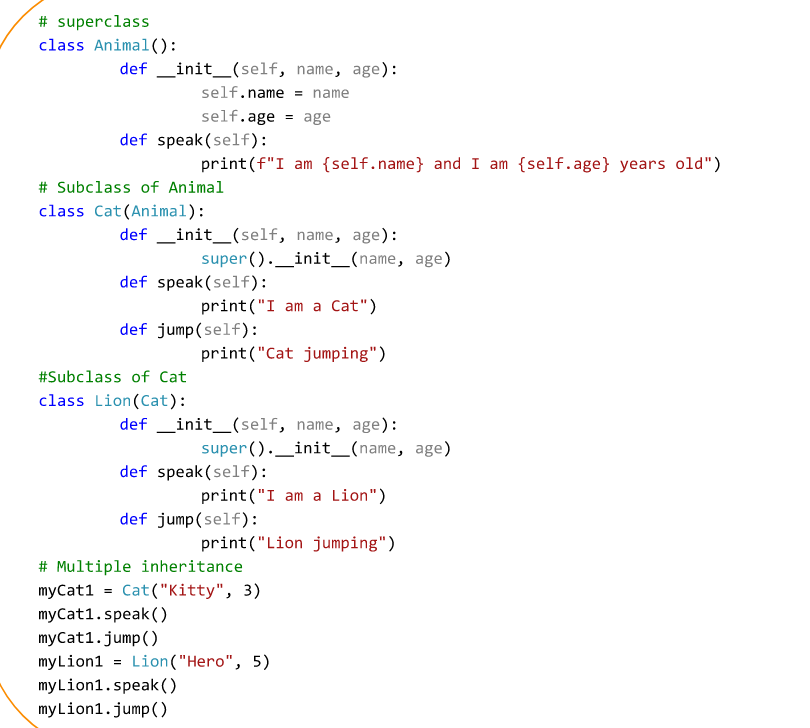 # superclass
class Animal():
def __init__(self, name, age):
self.name = name
self.age = age
def speak(self):
print(f"I am {self.name} and I am {self.age} years old")
# Subclass of Animal
class Cat(Animal):
def __init__(self, name, age):
super().__init__(name, age)
def speak(self):
print("I am a Cat")
def jump(self):
print("Cat jumping")
#Subclass of Cat
class Lion(Cat):
def __init__(self, name, age):
super().__init__(name, age)
def speak(self):
print("I am a Lion")
def jump(self):
print("Lion jumping")
# Multiple inheritance
myCat1 = Cat("Kitty", 3)
myCat1.speak()
myCat1.jump()
myLion1 = Lion("Hero", 5)
myLion1.speak()
myLion1.jump()